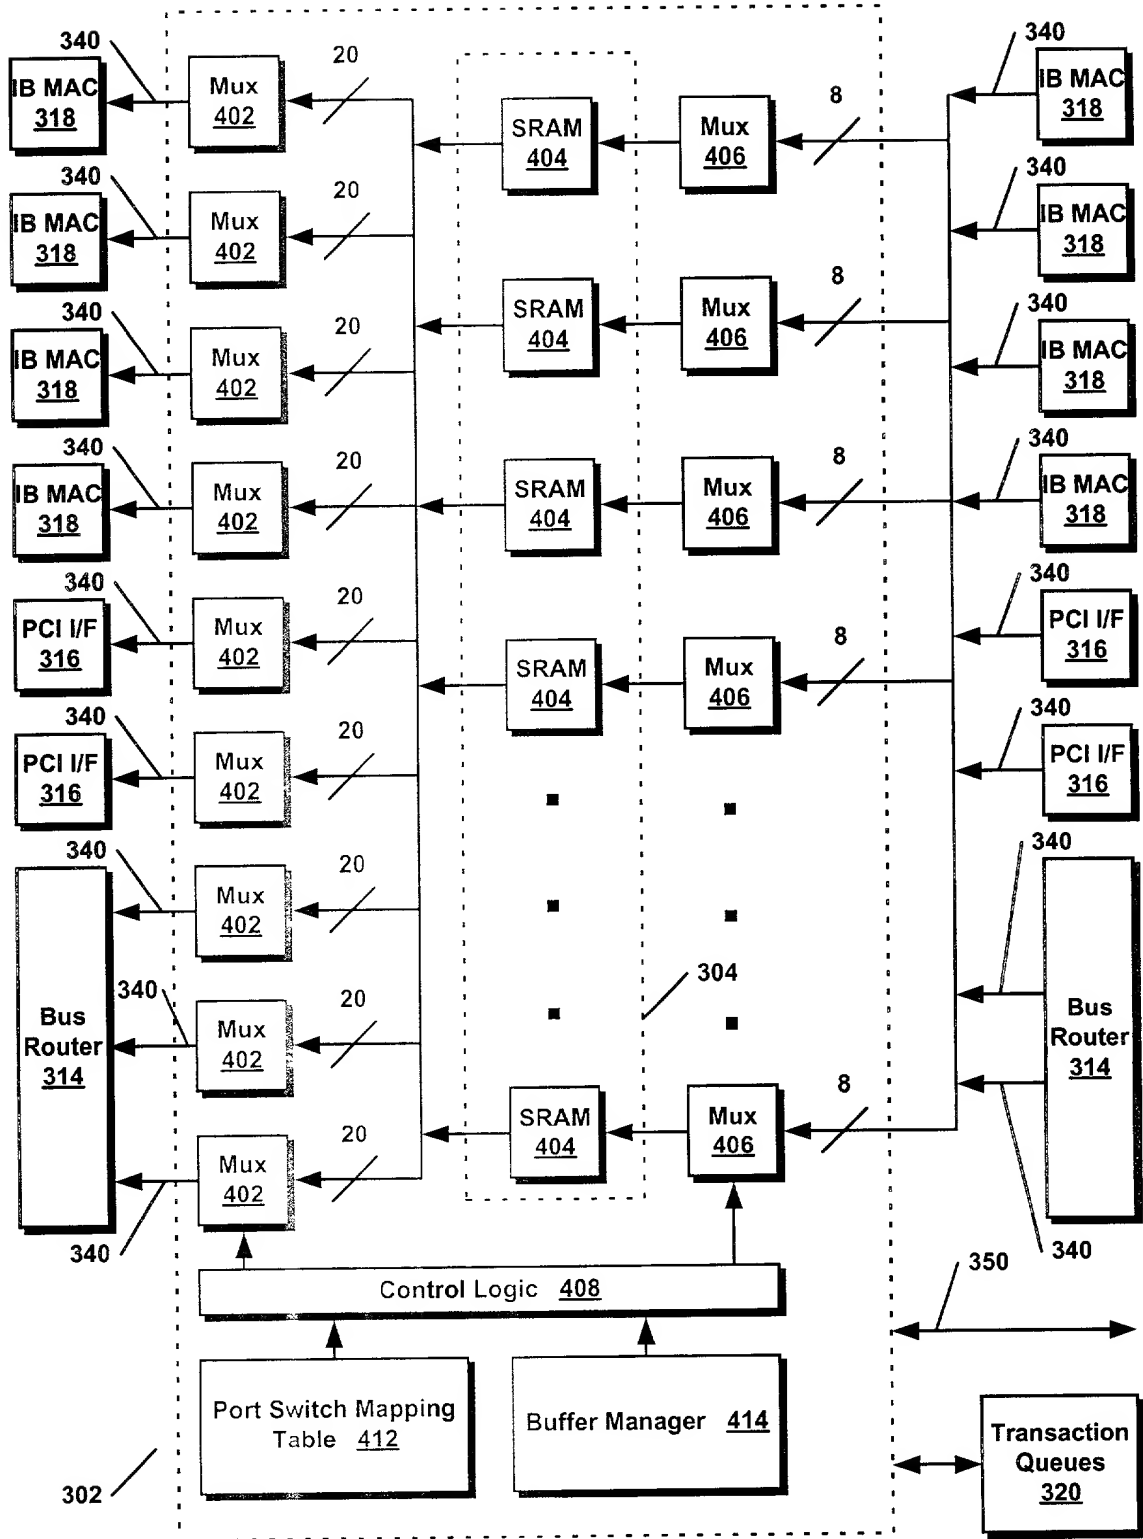 340
20
340
IB MAC
318
Mux
402
SRAM
404
Mux
406
8
IB MAC
318
340
20
340
IB MAC
318
Mux
402
IB MAC
318
340
20
8
340
IB MAC
318
Mux
402
SRAM
404
Mux
406
IB MAC
318
340
20
8
340
IB MAC
318
Mux
402
SRAM
404
Mux
406
IB MAC
318
340
20
340
PCI I/F
316
Mux
402
SRAM
404
Mux
406
8
PCI I/F
316
340
20
340
PCI I/F
316
Mux
402
PCI I/F
316
340
20
340
Mux
402
304
340
20
Bus
Router
314
Mux
402
Bus
Router
314
20
8
Mux
402
SRAM
404
Mux
406
340
340
350
Control Logic 408
Port Switch Mapping
Table 412
Buffer Manager 414
Transaction
Queues
320
302